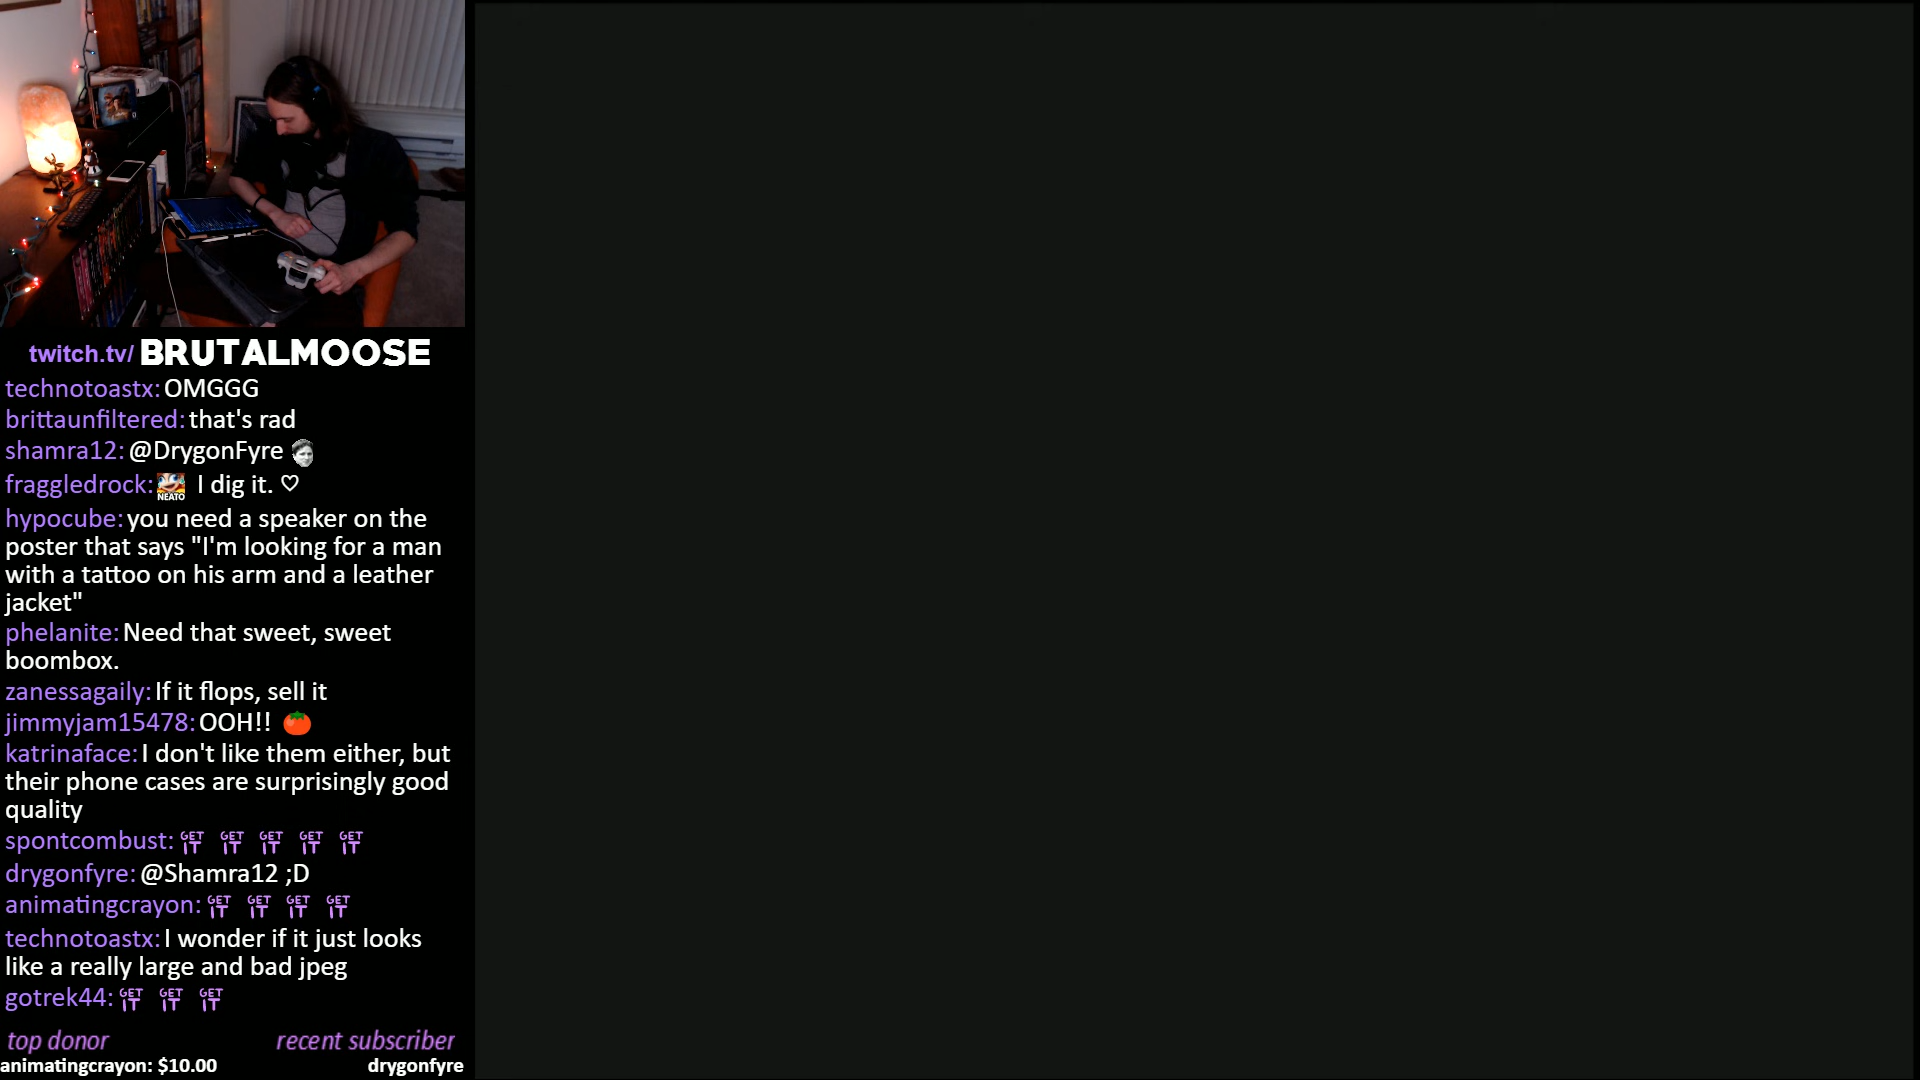 twitch.tv/ BRUTALMOOSE
technotoastx: OMGGG
brittaunfiltered: that's rad
shamra12: @DrygonFyre
fraggledrock: NEATO I dig it. ♡
hypocube: you need a speaker on the
poster that says "I'm looking for a man
with a tattoo on his arm and a leather
jacket"
phelanite: Need that sweet, sweet
boombox.
zanessagaily: If it flops, sell it
jimmyjam15478: OOH!! 🍅
katrinaface: I don't like them either, but
their phone cases are surprisingly good
quality
spontcombust: GET IT GET IT GET IT GET IT GET IT
drygonfyre: @Shamra12 ;D
animatingcrayon: GET IT GET IT GET IT GET IT
technotoastx: I wonder if it just looks
like a really large and bad jpeg
gotrek44: GET IT GET IT GET IT
top donor recent subscriber
animatingcrayon: $10.00 drygonfyre